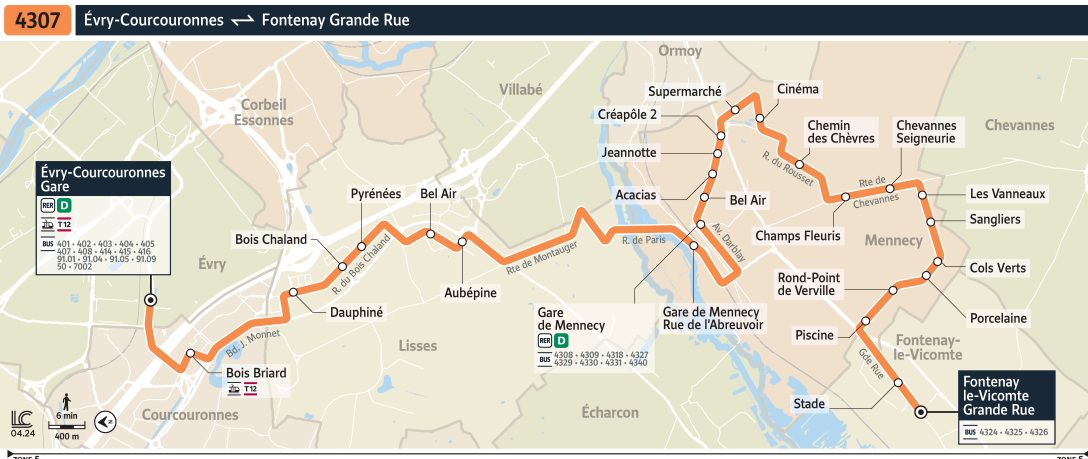 4307 Évry-Courcouronnes ⇌ Fontenay Grande Rue
Ormoy
Villabé
Corbeil
Essonnes
Chevannes
Supermarché
Cinéma
Créapôle 2
Chemin
des Chèvres
Chevannes
Seigneurie
Jeannotte
R. du Rousset
Rte de
Chevannes
Acacias
Bel Air
Les Vanneaux
Sangliers
Champs Fleuris
Mennecy
Cols Verts
Rond-Point
de Verville
Porcelaine
Piscine
Fontenay-
le-Vicomte
Gde Rue
Stade
Fontenay
le-Vicomte
Grande Rue
BUS 4324 • 4325 • 4326
Évry-Courcouronnes
Gare
RER D
T12
BUS 401 • 402 • 403 • 404 • 405
407 • 408 • 414 • 415 • 416
91.01 • 91.04 • 91.05 • 91.09
50 • 7002
Évry
Pyrénées
Bel Air
Bois Chaland
R. du Bois Chaland
Aubépine
Rte de Montauger
R. de Paris
Av. Darblay
Dauphiné
Bd. J. Monnet
Bois Briard
T12
Lisses
Gare
de Mennecy
RER D
BUS 4308 • 4309 • 4318 • 4327
4329 • 4330 • 4331 • 4340
Gare de Mennecy
Rue de l'Abreuvoir
Écharcon
Courcouronnes
LC
04.24
6 min
400 m
N
ZONE 5
ZONE 5